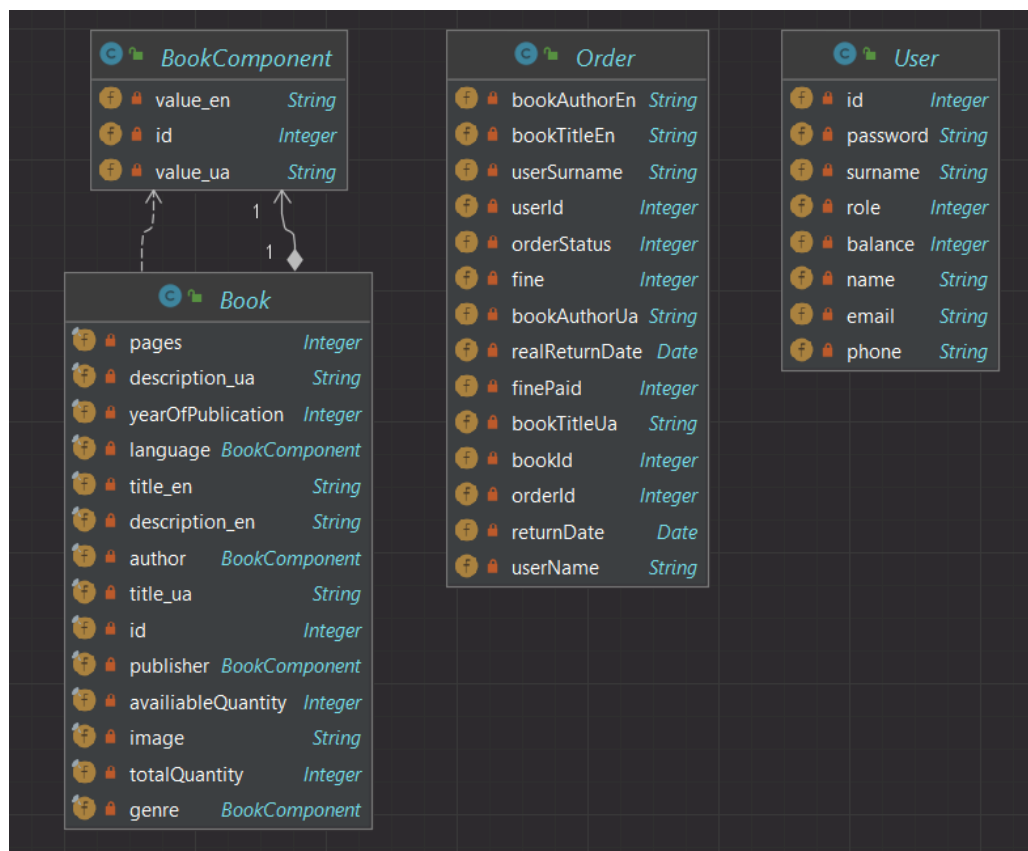 BookComponent
value_en String
id Integer
value_ua String
1
1
Book
pages Integer
description_ua String
yearOfPublication Integer
language BookComponent
title_en String
description_en String
author BookComponent
title_ua String
id Integer
publisher BookComponent
availiableQuantity Integer
image String
totalQuantity Integer
genre BookComponent
Order
bookAuthorEn String
bookTitleEn String
userSurname String
userId Integer
orderStatus Integer
fine Integer
bookAuthorUa String
realReturnDate Date
finePaid Integer
bookTitleUa String
bookId Integer
orderId Integer
returnDate Date
userName String
User
id Integer
password String
surname String
role Integer
balance Integer
name String
email String
phone String